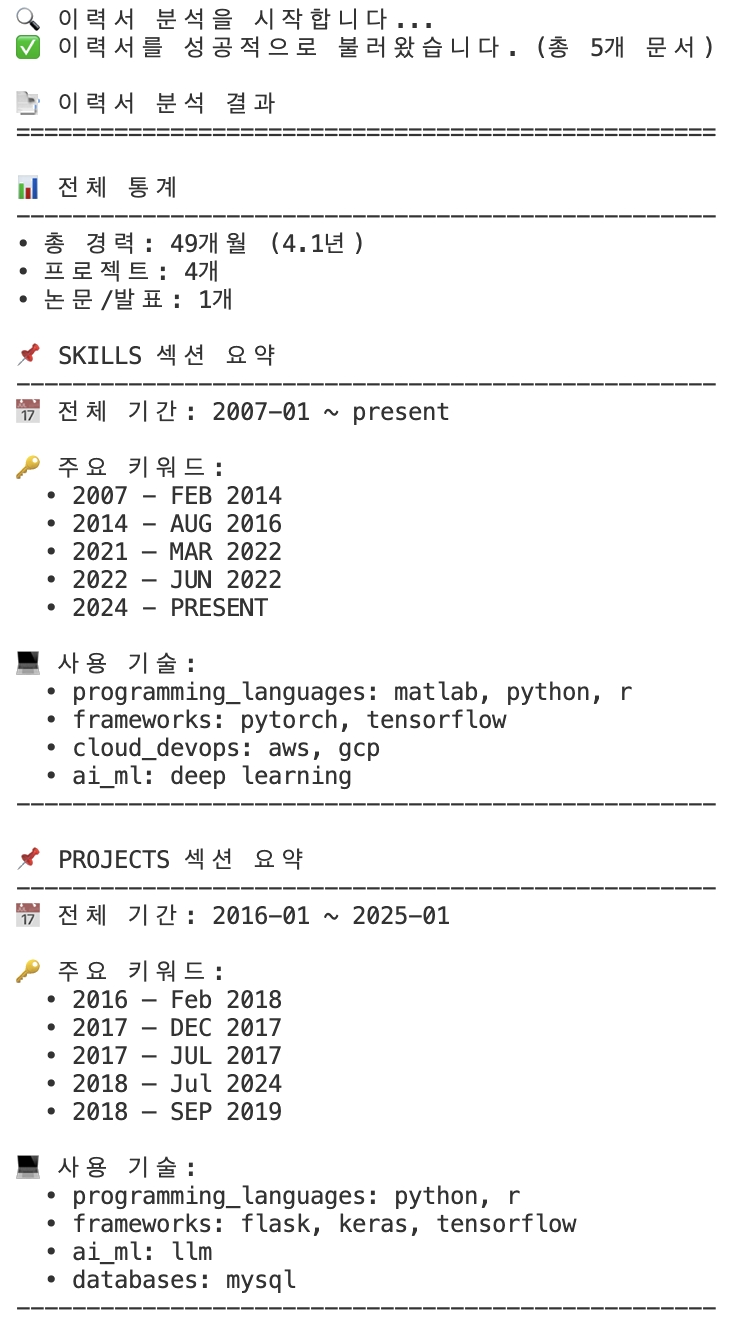 🔍 이력서 분석을 시작합니다...
✅ 이력서를 성공적으로 불러왔습니다. (총 5개 문서)
📑 이력서 분석 결과
==================================================
📊 전체 통계
--------------------------------------------------
• 총 경력: 49개월 (4.1년)
• 프로젝트: 4개
• 논문/발표: 1개
📌 SKILLS 섹션 요약
--------------------------------------------------
📅 전체 기간: 2007-01 ~ present
🔑 주요 키워드:
• 2007 – FEB 2014
• 2014 – AUG 2016
• 2021 – MAR 2022
• 2022 – JUN 2022
• 2024 – PRESENT
💻 사용 기술:
• programming_languages: matlab, python, r
• frameworks: pytorch, tensorflow
• cloud_devops: aws, gcp
• ai_ml: deep learning
--------------------------------------------------
📌 PROJECTS 섹션 요약
--------------------------------------------------
📅 전체 기간: 2016-01 ~ 2025-01
🔑 주요 키워드:
• 2016 – Feb 2018
• 2017 – DEC 2017
• 2017 – JUL 2017
• 2018 – Jul 2024
• 2018 – SEP 2019
💻 사용 기술:
• programming_languages: python, r
• frameworks: flask, keras, tensorflow
• ai_ml: llm
• databases: mysql
--------------------------------------------------